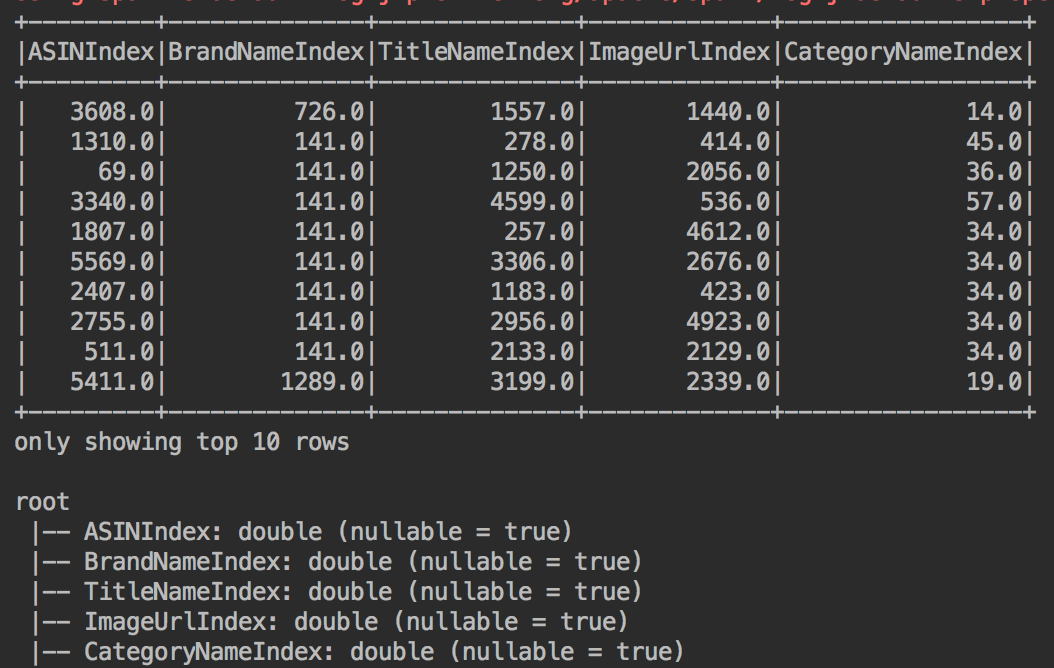 +----------+--------------+--------------+-------------+-----------------+
|ASINIndex|BrandNameIndex|TitleNameIndex|ImageUrlIndex|CategoryNameIndex|
+----------+--------------+--------------+-------------+-----------------+
|   3608.0|         726.0|        1557.0|       1440.0|             14.0|
|   1310.0|         141.0|         278.0|        414.0|             45.0|
|     69.0|         141.0|        1250.0|       2056.0|             36.0|
|   3340.0|         141.0|        4599.0|        536.0|             57.0|
|   1807.0|         141.0|         257.0|       4612.0|             34.0|
|   5569.0|         141.0|        3306.0|       2676.0|             34.0|
|   2407.0|         141.0|        1183.0|        423.0|             34.0|
|   2755.0|         141.0|        2956.0|       4923.0|             34.0|
|    511.0|         141.0|        2133.0|       2129.0|             34.0|
|   5411.0|        1289.0|        3199.0|       2339.0|             19.0|
+----------+--------------+--------------+-------------+-----------------+
only showing top 10 rows
root
 |-- ASINIndex: double (nullable = true)
 |-- BrandNameIndex: double (nullable = true)
 |-- TitleNameIndex: double (nullable = true)
 |-- ImageUrlIndex: double (nullable = true)
 |-- CategoryNameIndex: double (nullable = true)